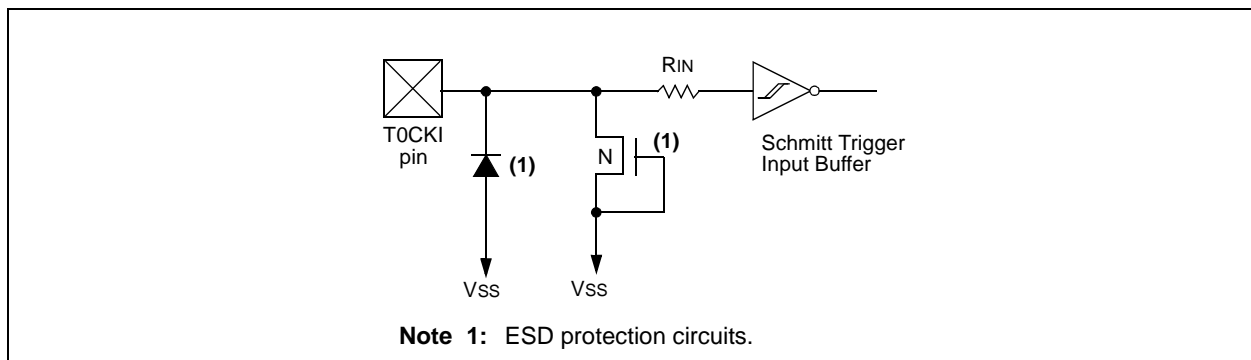 RIN
T0CKI
pin
(1)
N
(1)
Schmitt Trigger
Input Buffer
VSS
VSS
Note 1: ESD protection circuits.